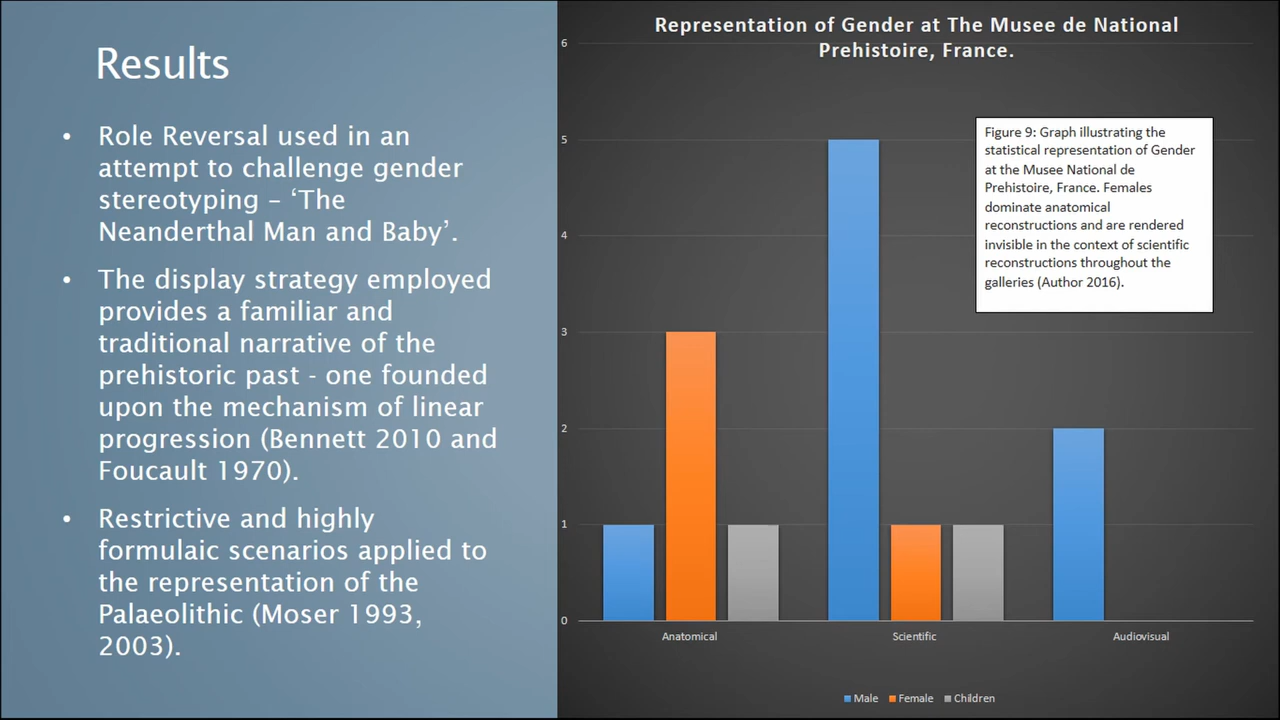 Results
• Role Reversal used in an
attempt to challenge gender
stereotyping – ‘The
Neanderthal Man and Baby’.
• The display strategy employed
provides a familiar and
traditional narrative of the
prehistoric past - one founded
upon the mechanism of linear
progression (Bennett 2010 and
Foucault 1970).
• Restrictive and highly
formulaic scenarios applied to
the representation of the
Palaeolithic (Moser 1993,
2003).
Representation of Gender at The Musee de National
Prehistoire, France.
6
5
4
3
2
1
0
Figure 9: Graph illustrating the
statistical representation of Gender
at the Musee National de
Prehistoire, France. Females
dominate anatomical
reconstructions and are rendered
invisible in the context of scientific
reconstructions throughout the
galleries (Author 2016).
Anatomical
Scientific
Audiovisual
Male Female Children